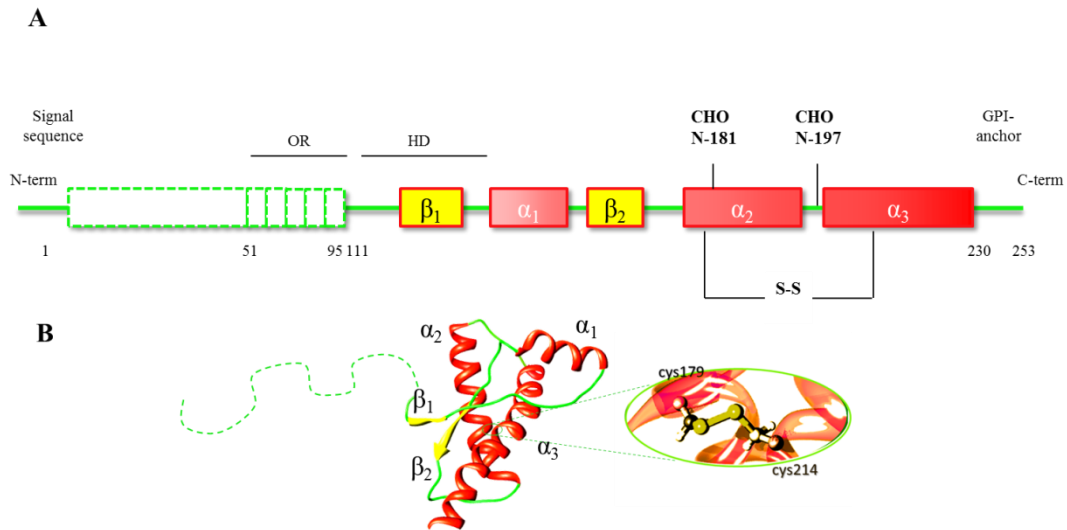 A
Signal
sequence
OR
HD
CHO
N-181
CHO
N-197
GPI-
anchor
N-term
C-term
β1
α1
β2
α2
α3
1
51
95
111
230
253
S-S
B
α2
α1
β1
β2
α3
cys179
cys214